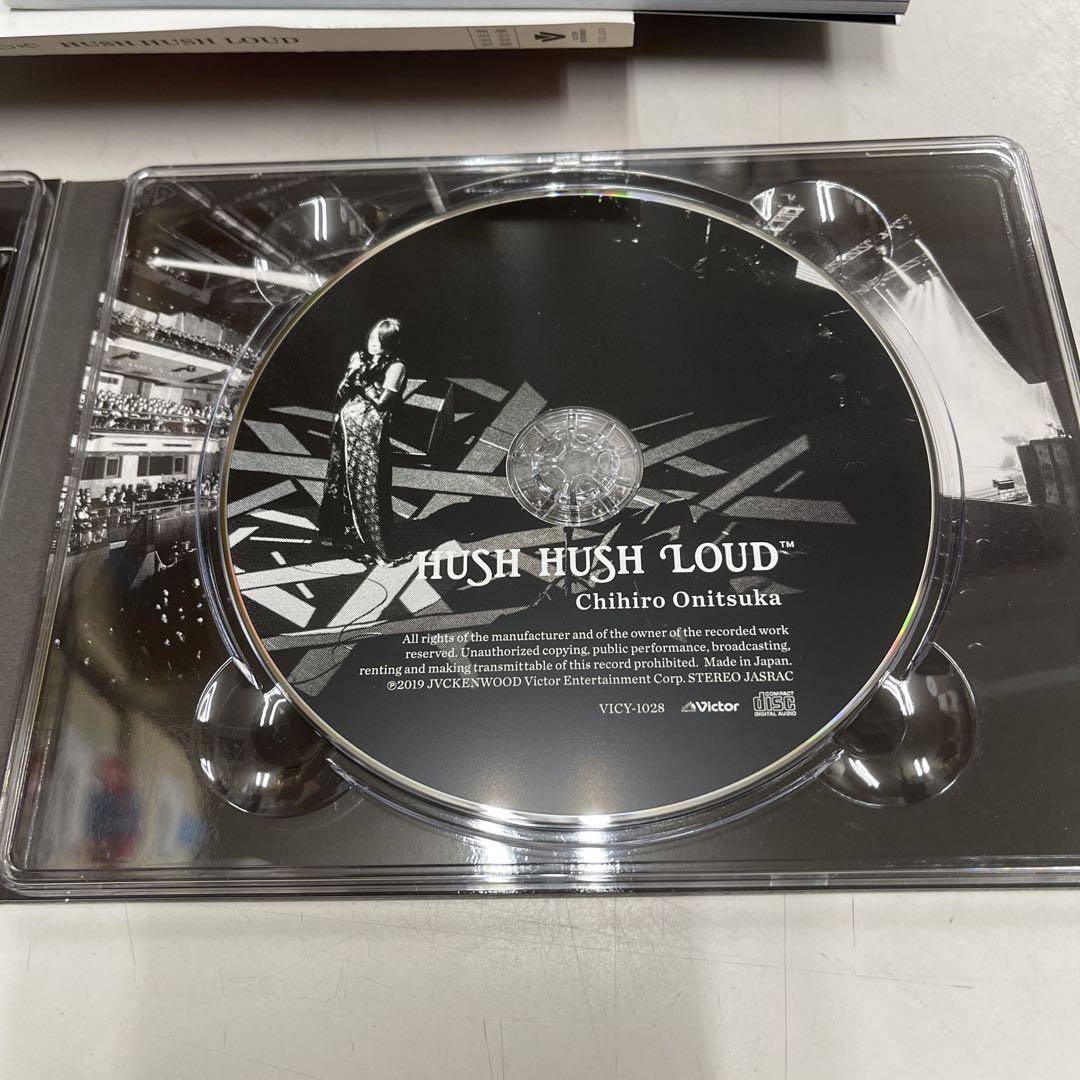 HUSH HUSH LOUD
HUSH HUSH LOUD™
Chihiro Onitsuka
All rights of the manufacturer and of the owner of the recorded work
reserved. Unauthorized copying, public performance, broadcasting,
renting and making transmittable of this record prohibited. Made in Japan.
℗2019 JVCKENWOOD Victor Entertainment Corp. STEREO JASRAC
VICY-1028 Victor COMPACT disc DIGITAL AUDIO